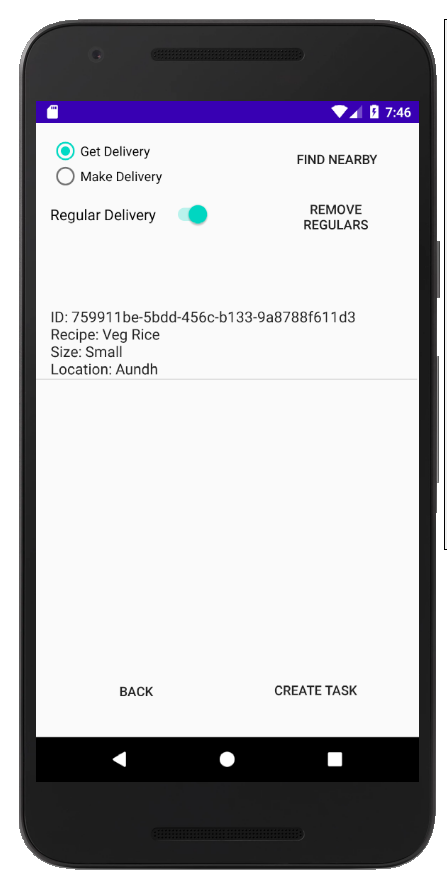 7:46
Get Delivery
FIND NEARBY
Make Delivery
Regular Delivery
REMOVE
REGULARS
ID: 759911be-5bdd-456c-b133-9a8788f611d3
Recipe: Veg Rice
Size: Small
Location: Aundh
BACK
CREATE TASK